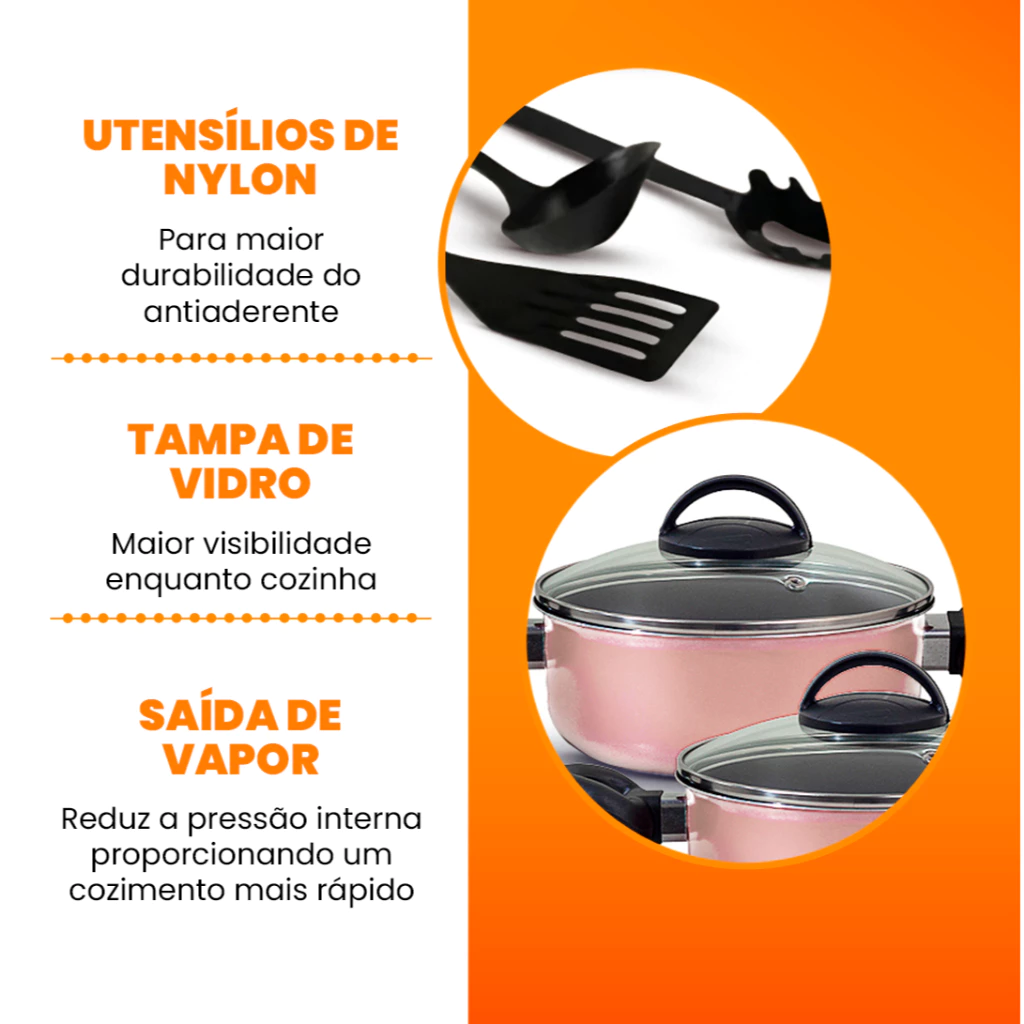 UTENSÍLIOS DE
NYLON
Para maior
durabilidade do
antiaderente
TAMPA DE
VIDRO
Maior visibilidade
enquanto cozinha
SAÍDA DE
VAPOR
Reduz a pressão interna
proporcionando um
cozimento mais rápido